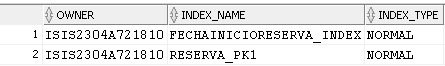 OWNER INDEX_NAME INDEX_TYPE
1 ISIS2304A721810 FECHAINICIORESERVA_INDEX NORMAL
2 ISIS2304A721810 RESERVA_PK1 NORMAL